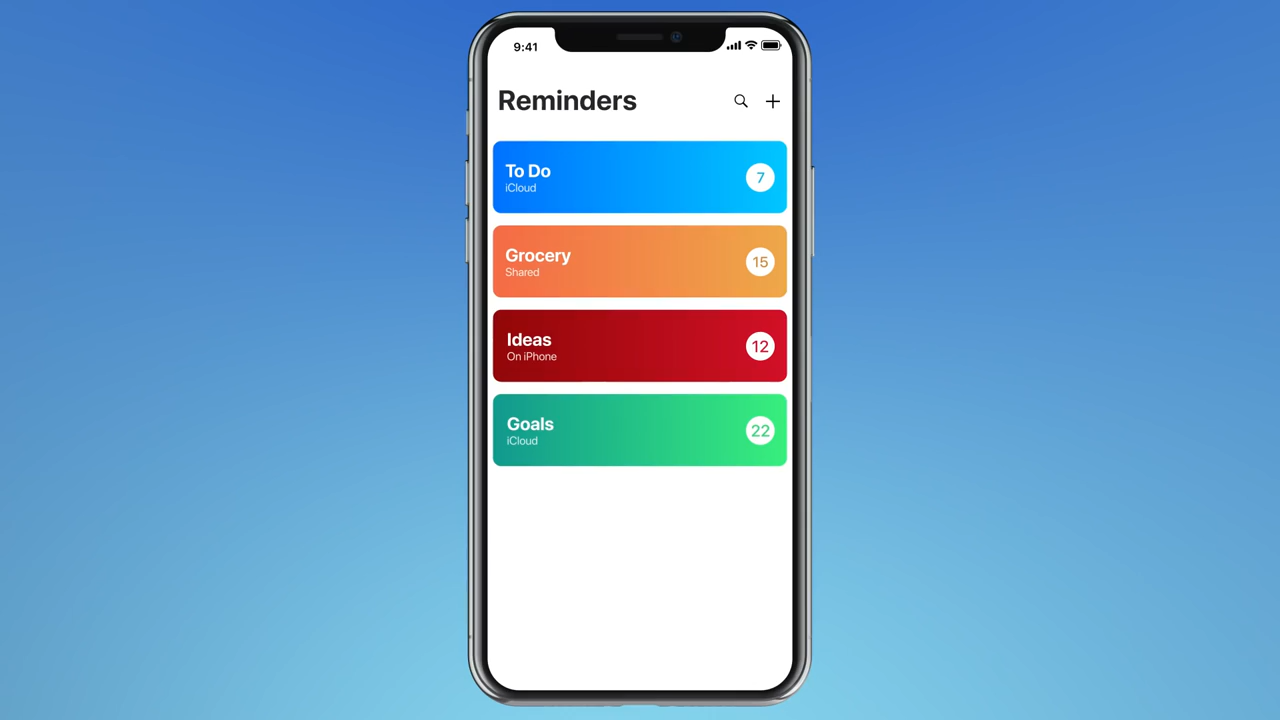 9:41
Reminders
To Do
iCloud
7
Grocery
Shared
15
Ideas
On iPhone
12
Goals
iCloud
22